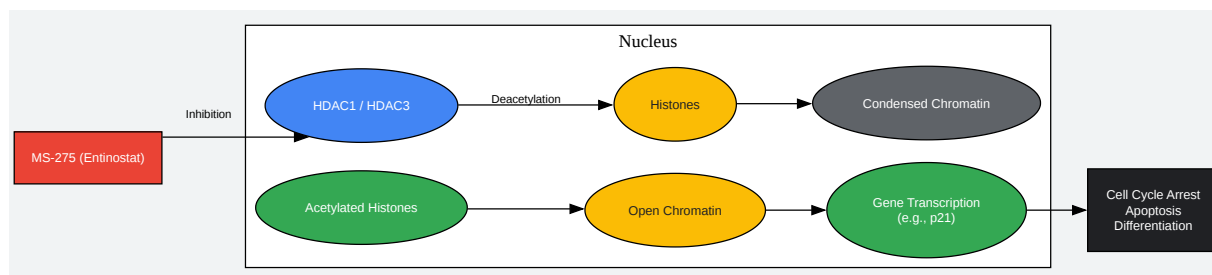 Nucleus
HDAC1 / HDAC3
Deacetylation
Histones
Condensed Chromatin
Inhibition
MS-275 (Entinostat)
Acetylated Histones
Open Chromatin
Gene Transcription
(e.g., p21)
Cell Cycle Arrest
Apoptosis
Differentiation